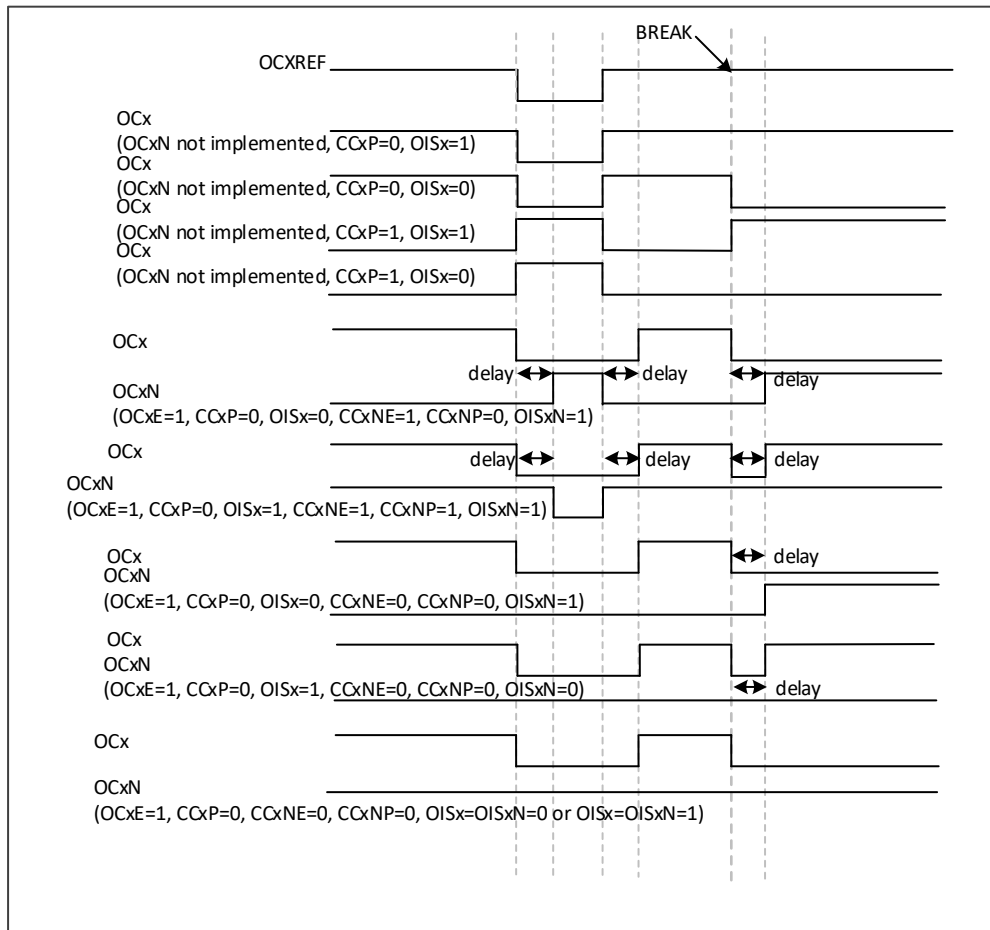 BREAK
OCXREF
OCx
(OCxN not implemented, CCxP=0, OISx=1)
OCx
(OCxN not implemented, CCxP=0, OISx=0)
OCx
(OCxN not implemented, CCxP=1, OISx=1)
OCx
(OCxN not implemented, CCxP=1, OISx=0)
OCx
delay delay delay
OCxN
(OCxE=1, CCxP=0, OISx=0, CCxNE=1, CCxNP=0, OISxN=1)
OCx
delay delay delay
OCxN
(OCxE=1, CCxP=0, OISx=1, CCxNE=1, CCxNP=1, OISxN=1)
OCx
delay
OCxN
(OCxE=1, CCxP=0, OISx=0, CCxNE=0, CCxNP=0, OISxN=1)
OCx
OCxN
(OCxE=1, CCxP=0, OISx=1, CCxNE=0, CCxNP=0, OISxN=0)
delay
OCx
OCxN
(OCxE=1, CCxP=0, CCxNE=0, CCxNP=0, OISx=OISxN=0 or OISx=OISxN=1)